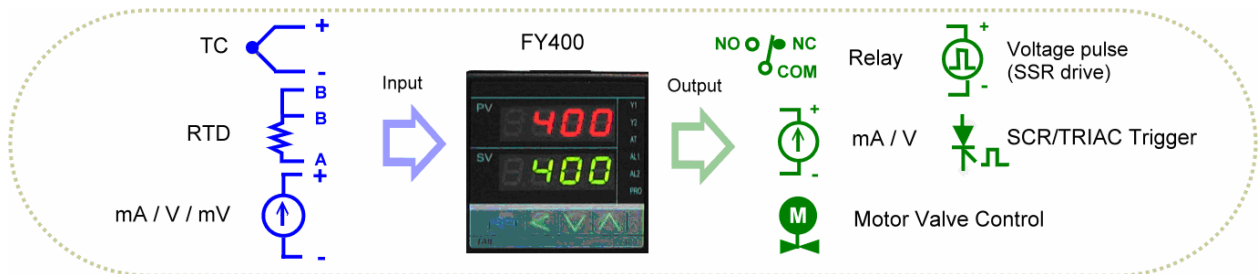 TC
+
-
B
B
RTD
A
+
mA / V / mV
-
Input
FY400
PV
400
SV
400
Y1
Y2
AT
AL1
AL2
PRO
Output
NO
NC
COM
Relay
+
-
Voltage pulse
(SSR drive)
+
mA / V
-
SCR/TRIAC Trigger
M
Motor Valve Control